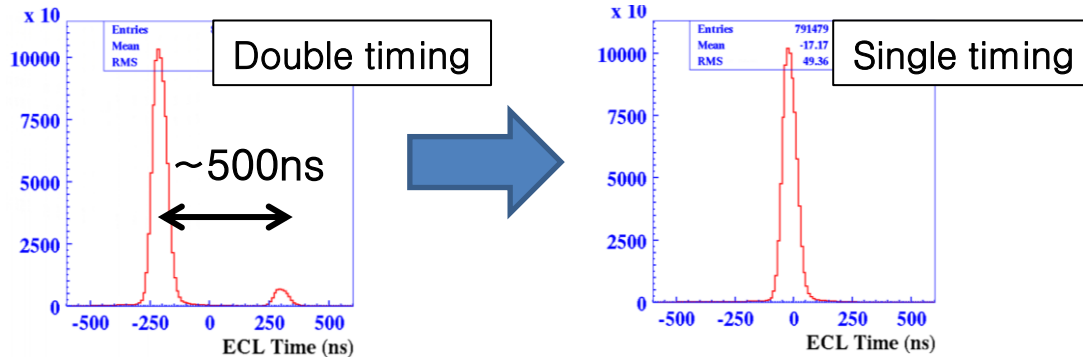 x 10
Entries
Mean
RMS
Double timing
10000
7500
5000
2500
0
~500ns
-500 -250 0 250 500
ECL Time (ns)
x 10
Entries 791479
Mean -17.17
RMS 49.36
Single timing
10000
7500
5000
2500
0
-500 -250 0 250 500
ECL Time (ns)